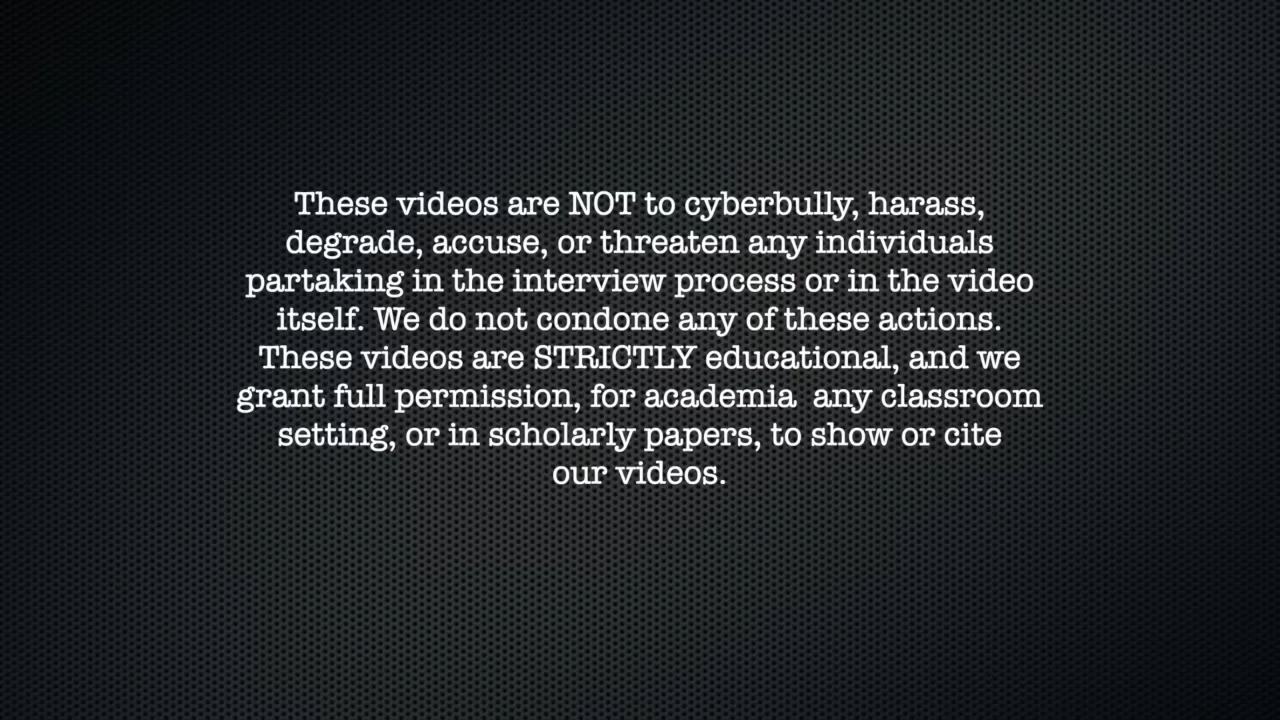 These videos are NOT to cyberbully, harass,
degrade, accuse, or threaten any individuals
partaking in the interview process or in the video
itself. We do not condone any of these actions.
These videos are STRICTLY educational, and we
grant full permission, for academia  any classroom
setting, or in scholarly papers, to show or cite
our videos.